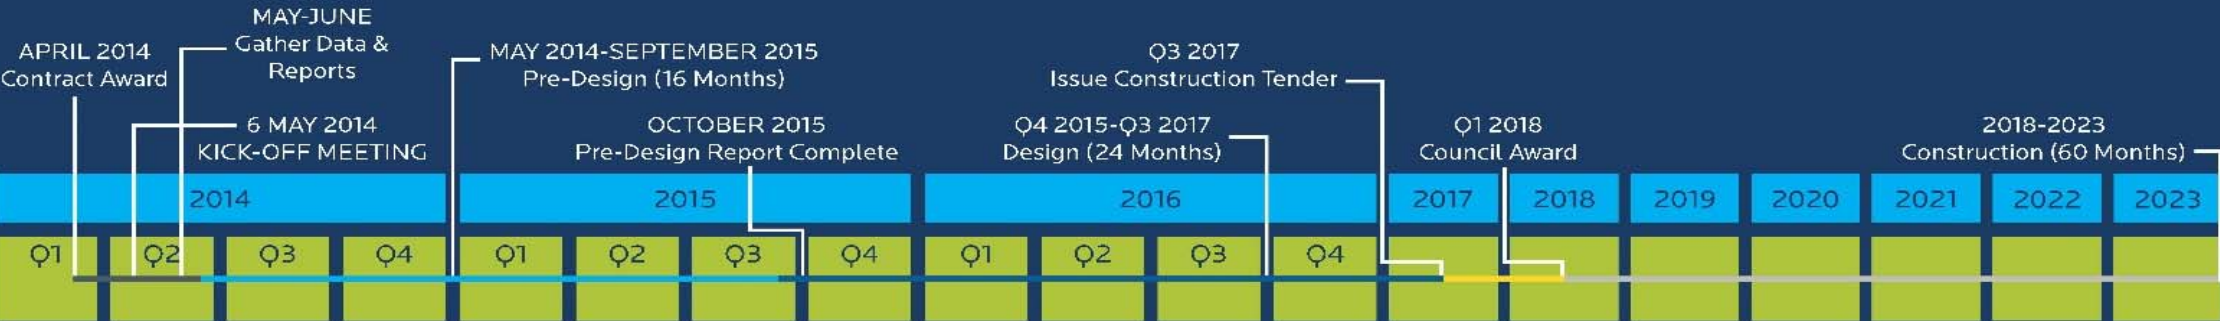 APRIL 2014
Contract Award
MAY-JUNE
Gather Data &
Reports
6 MAY 2014
KICK-OFF MEETING
MAY 2014-SEPTEMBER 2015
Pre-Design (16 Months)
OCTOBER 2015
Pre-Design Report Complete
Q4 2015-Q3 2017
Design (24 Months)
Q3 2017
Issue Construction Tender
Q1 2018
Council Award
2018-2023
Construction (60 Months)
2014 2015 2016 2017 2018 2019 2020 2021 2022 2023
Q1 Q2 Q3 Q4 Q1 Q2 Q3 Q4 Q1 Q2 Q3 Q4